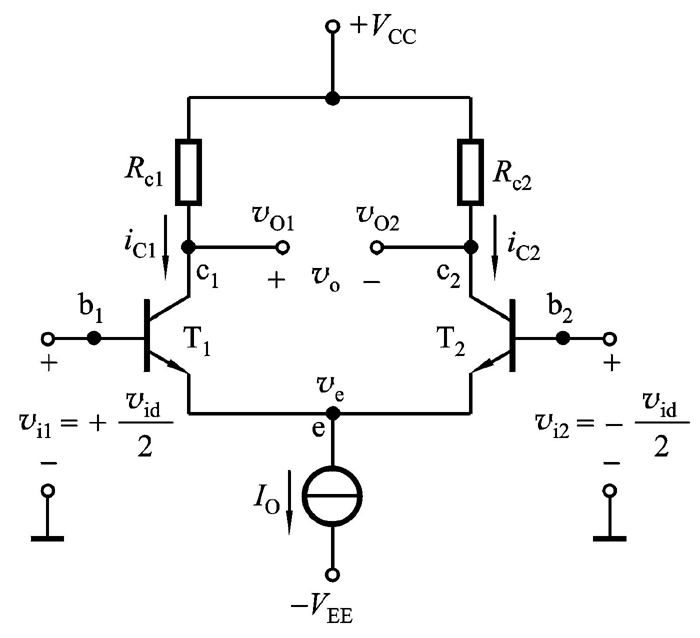 +V_CC
R_c1
R_c2
v_O1 v_O2
i_C1
i_C2
c_1 + v_o − c_2
b_1
b_2
T_1
T_2
+
+
v_e
v_i1 = + v_id/2
e
v_i2 = − v_id/2
−
−
I_O
−V_EE